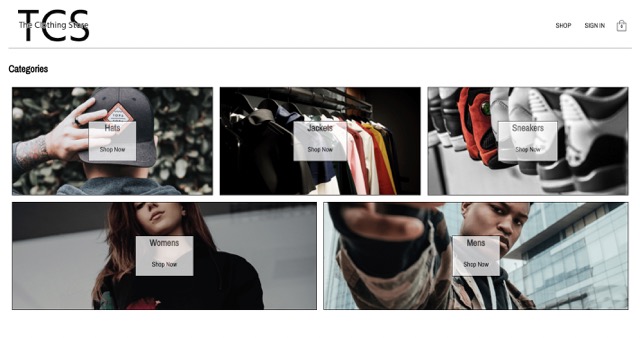 TCS
The Clothing Store
SHOP
SIGN IN
4
Categories
Hats
Shop Now
Jackets
Shop Now
Sneakers
Shop Now
Womens
Shop Now
Mens
Shop Now